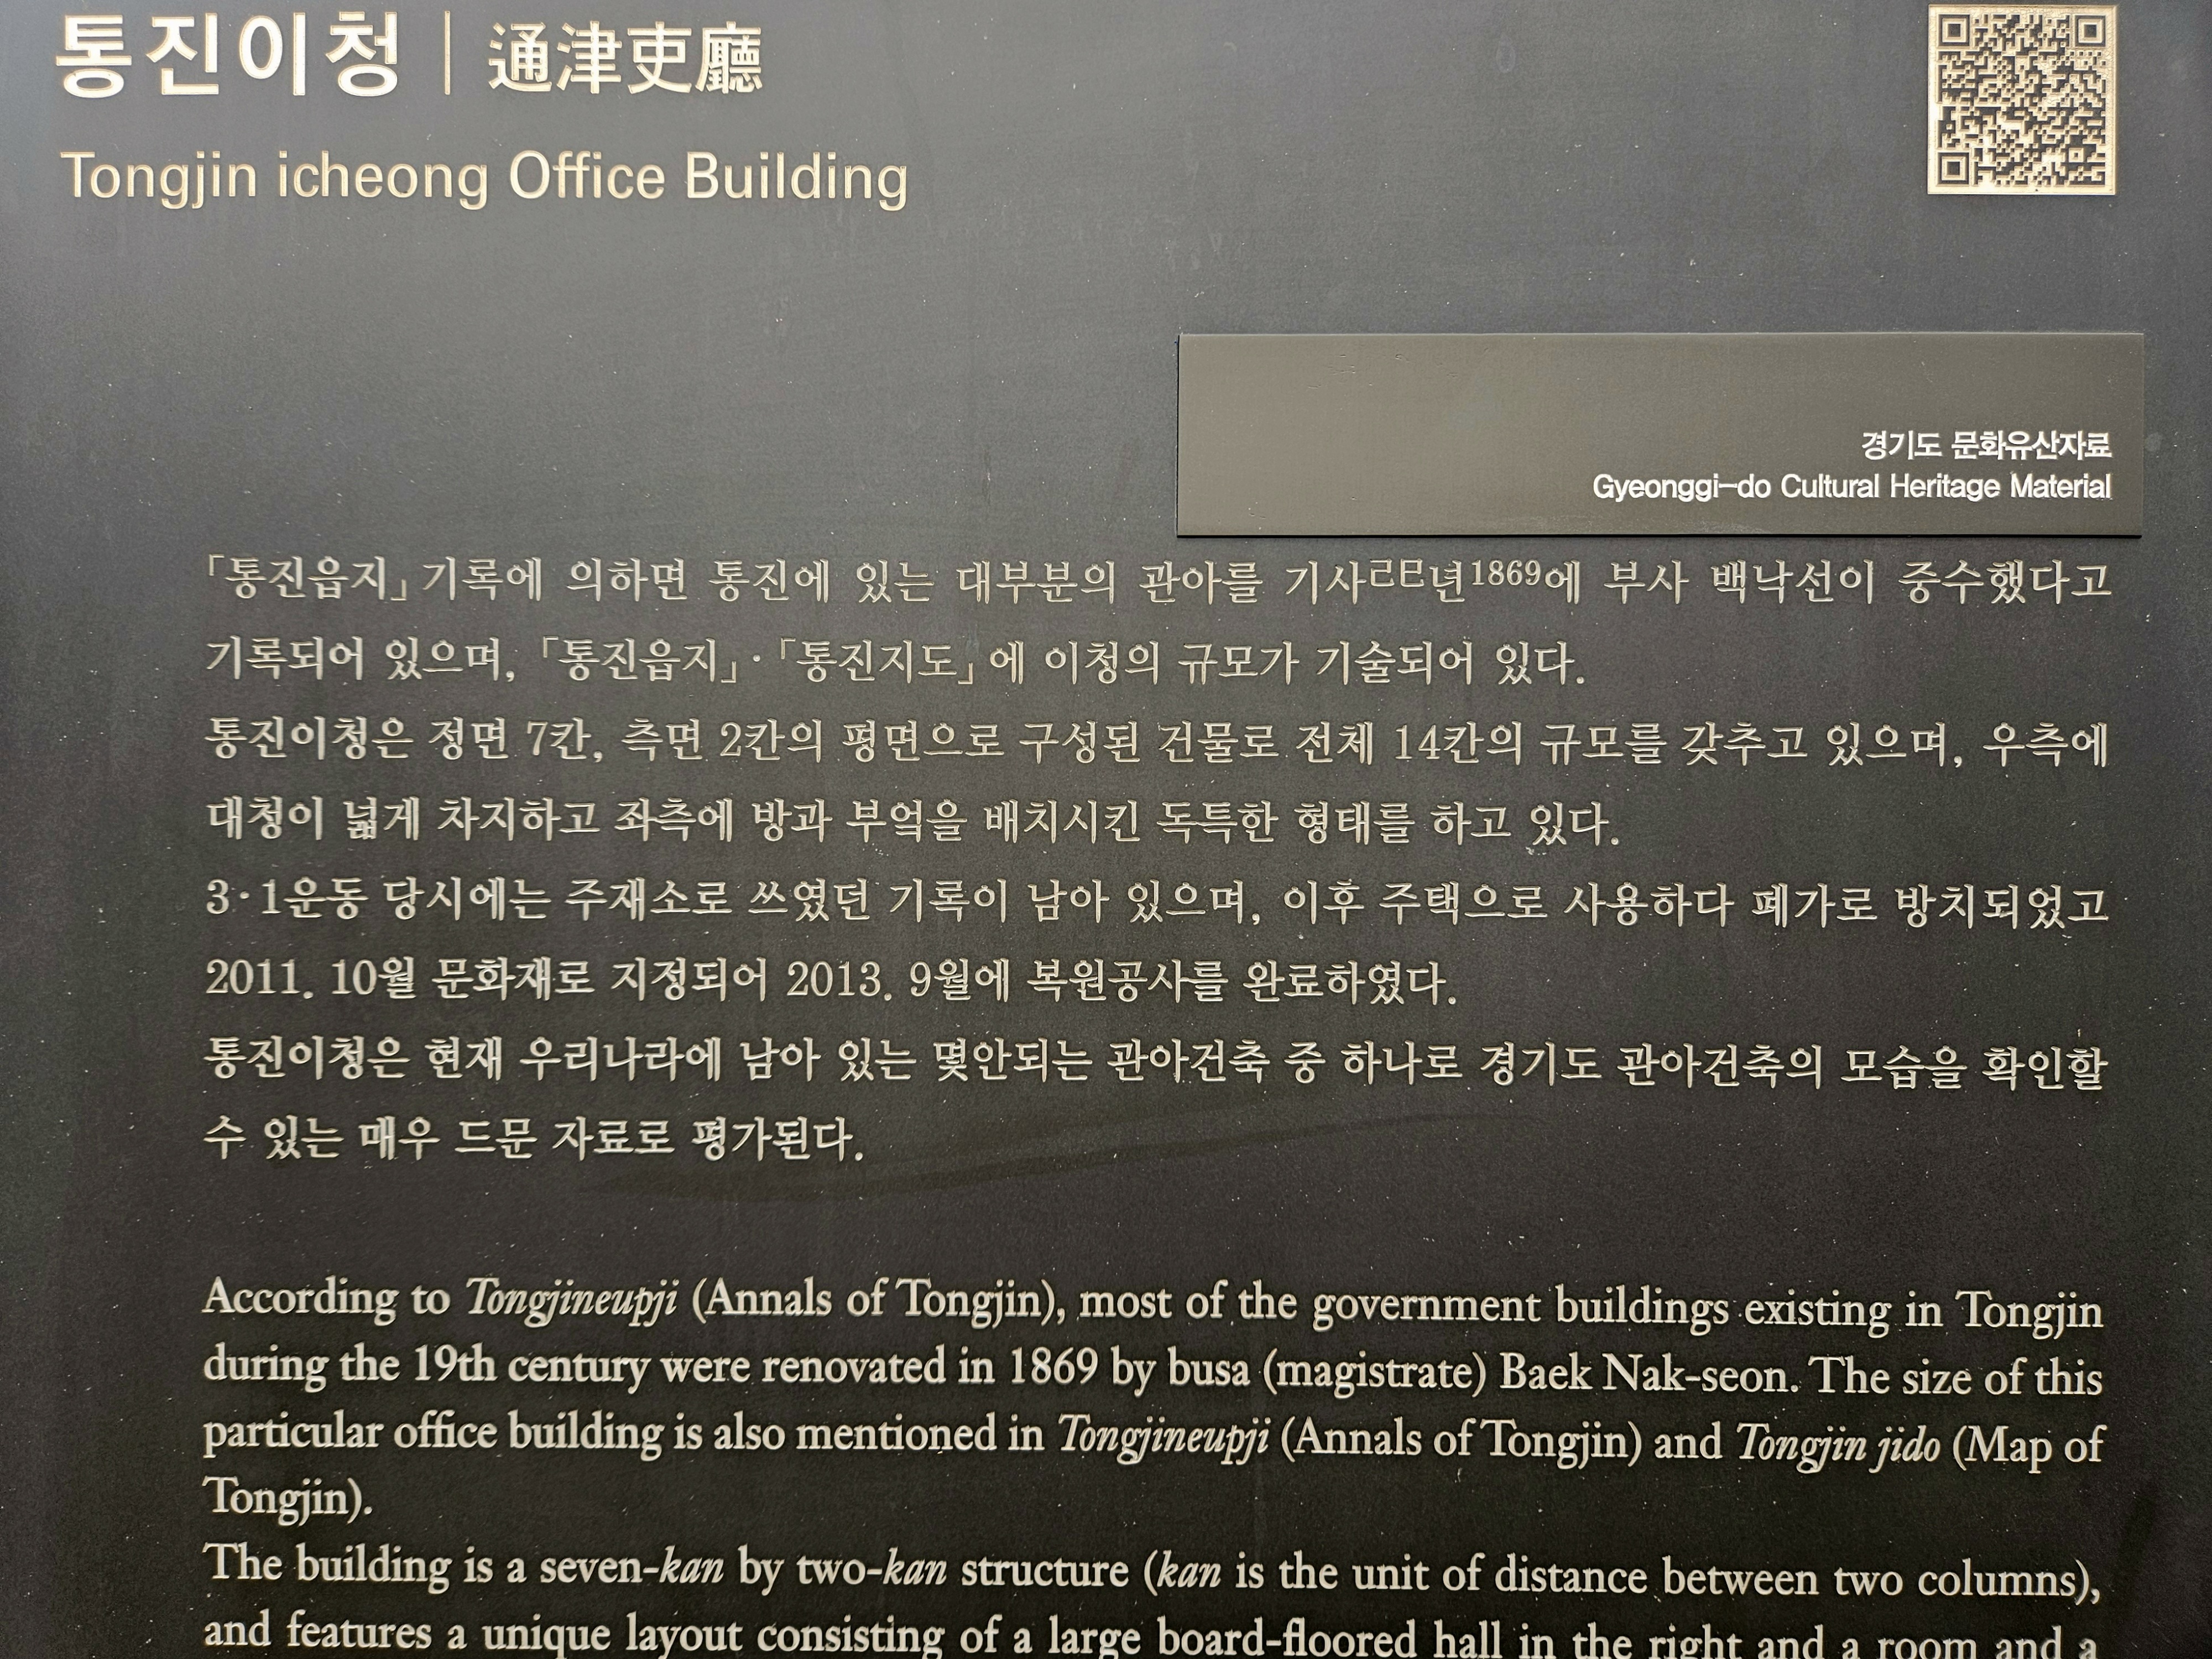 통진이청 | 通津吏廳
Tongjin icheong Office Building
경기도 문화유산자료
Gyeonggi-do Cultural Heritage Material
「통진읍지」 기록에 의하면 통진에 있는 대부분의 관아를 기사己巳년1869에 부사 백낙선이 중수했다고
기록되어 있으며, 「통진읍지」·「통진지도」에 이청의 규모가 기술되어 있다.
통진이청은 정면 7칸, 측면 2칸의 평면으로 구성된 건물로 전체 14칸의 규모를 갖추고 있으며, 우측에
대청이 넓게 차지하고 좌측에 방과 부엌을 배치시킨 독특한 형태를 하고 있다.
3·1운동 당시에는 주재소로 쓰였던 기록이 남아 있으며, 이후 주택으로 사용하다 폐가로 방치되었고
2011. 10월 문화재로 지정되어 2013. 9월에 복원공사를 완료하였다.
통진이청은 현재 우리나라에 남아 있는 몇안되는 관아건축 중 하나로 경기도 관아건축의 모습을 확인할
수 있는 매우 드문 자료로 평가된다.
According to Tongjineupji (Annals of Tongjin), most of the government buildings existing in Tongjin
during the 19th century were renovated in 1869 by busa (magistrate) Baek Nak-seon. The size of this
particular office building is also mentioned in Tongjineupji (Annals of Tongjin) and Tongjin jido (Map of
Tongjin).
The building is a seven-kan by two-kan structure (kan is the unit of distance between two columns),
and features a unique layout consisting of a large board-floored hall in the right and a room and a